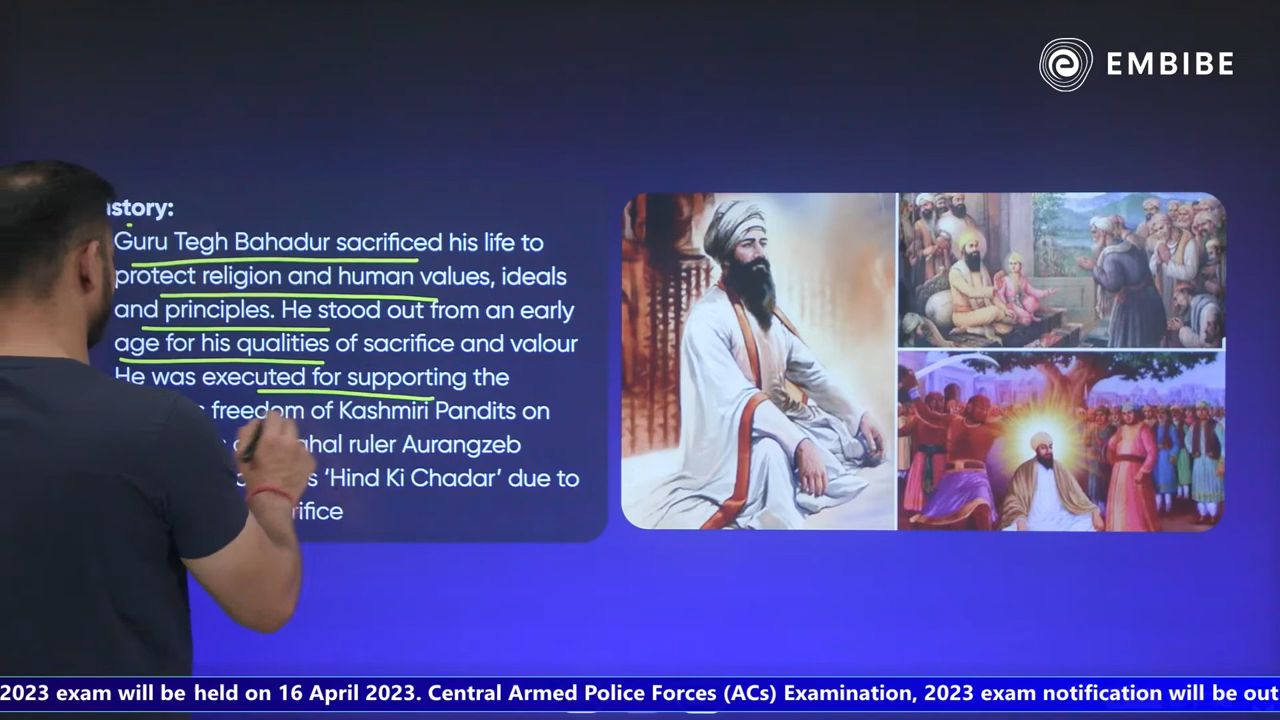 EMBIBE
story:
Guru Tegh Bahadur sacrificed his life to
protect religion and human values, ideals
and principles. He stood out from an early
age for his qualities of sacrifice and valour
He was executed for supporting the
freedom of Kashmiri Pandits on
ruler Aurangzeb
'Hind Ki Chadar' due to
2023 exam will be held on 16 April 2023. Central Armed Police Forces (ACs) Examination, 2023 exam notification will be out